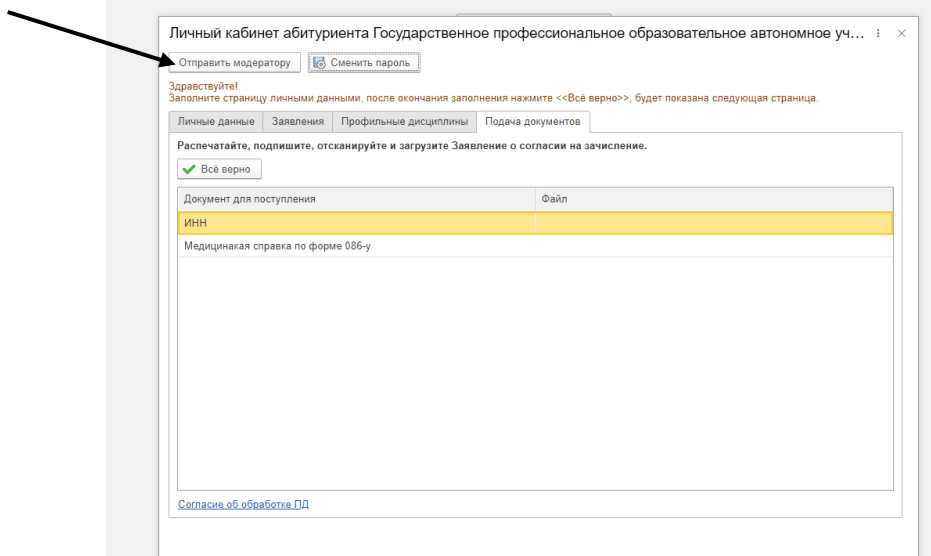 Личный кабинет абитуриента Государственное профессиональное образовательное автономное уч...
Отправить модератору
Сменить пароль
Здравствуйте!
Заполните страницу личными данными, после окончания заполнения нажмите <<Всё верно>>, будет показана следующая страница.
Личные данные
Заявления
Профильные дисциплины
Подача документов
Распечатайте, подпишите, отсканируйте и загрузите Заявление о согласии на зачисление.
Всё верно
Документ для поступления
Файл
ИНН
Медицинакая справка по форме 086-у
Согласие об обработке ПД